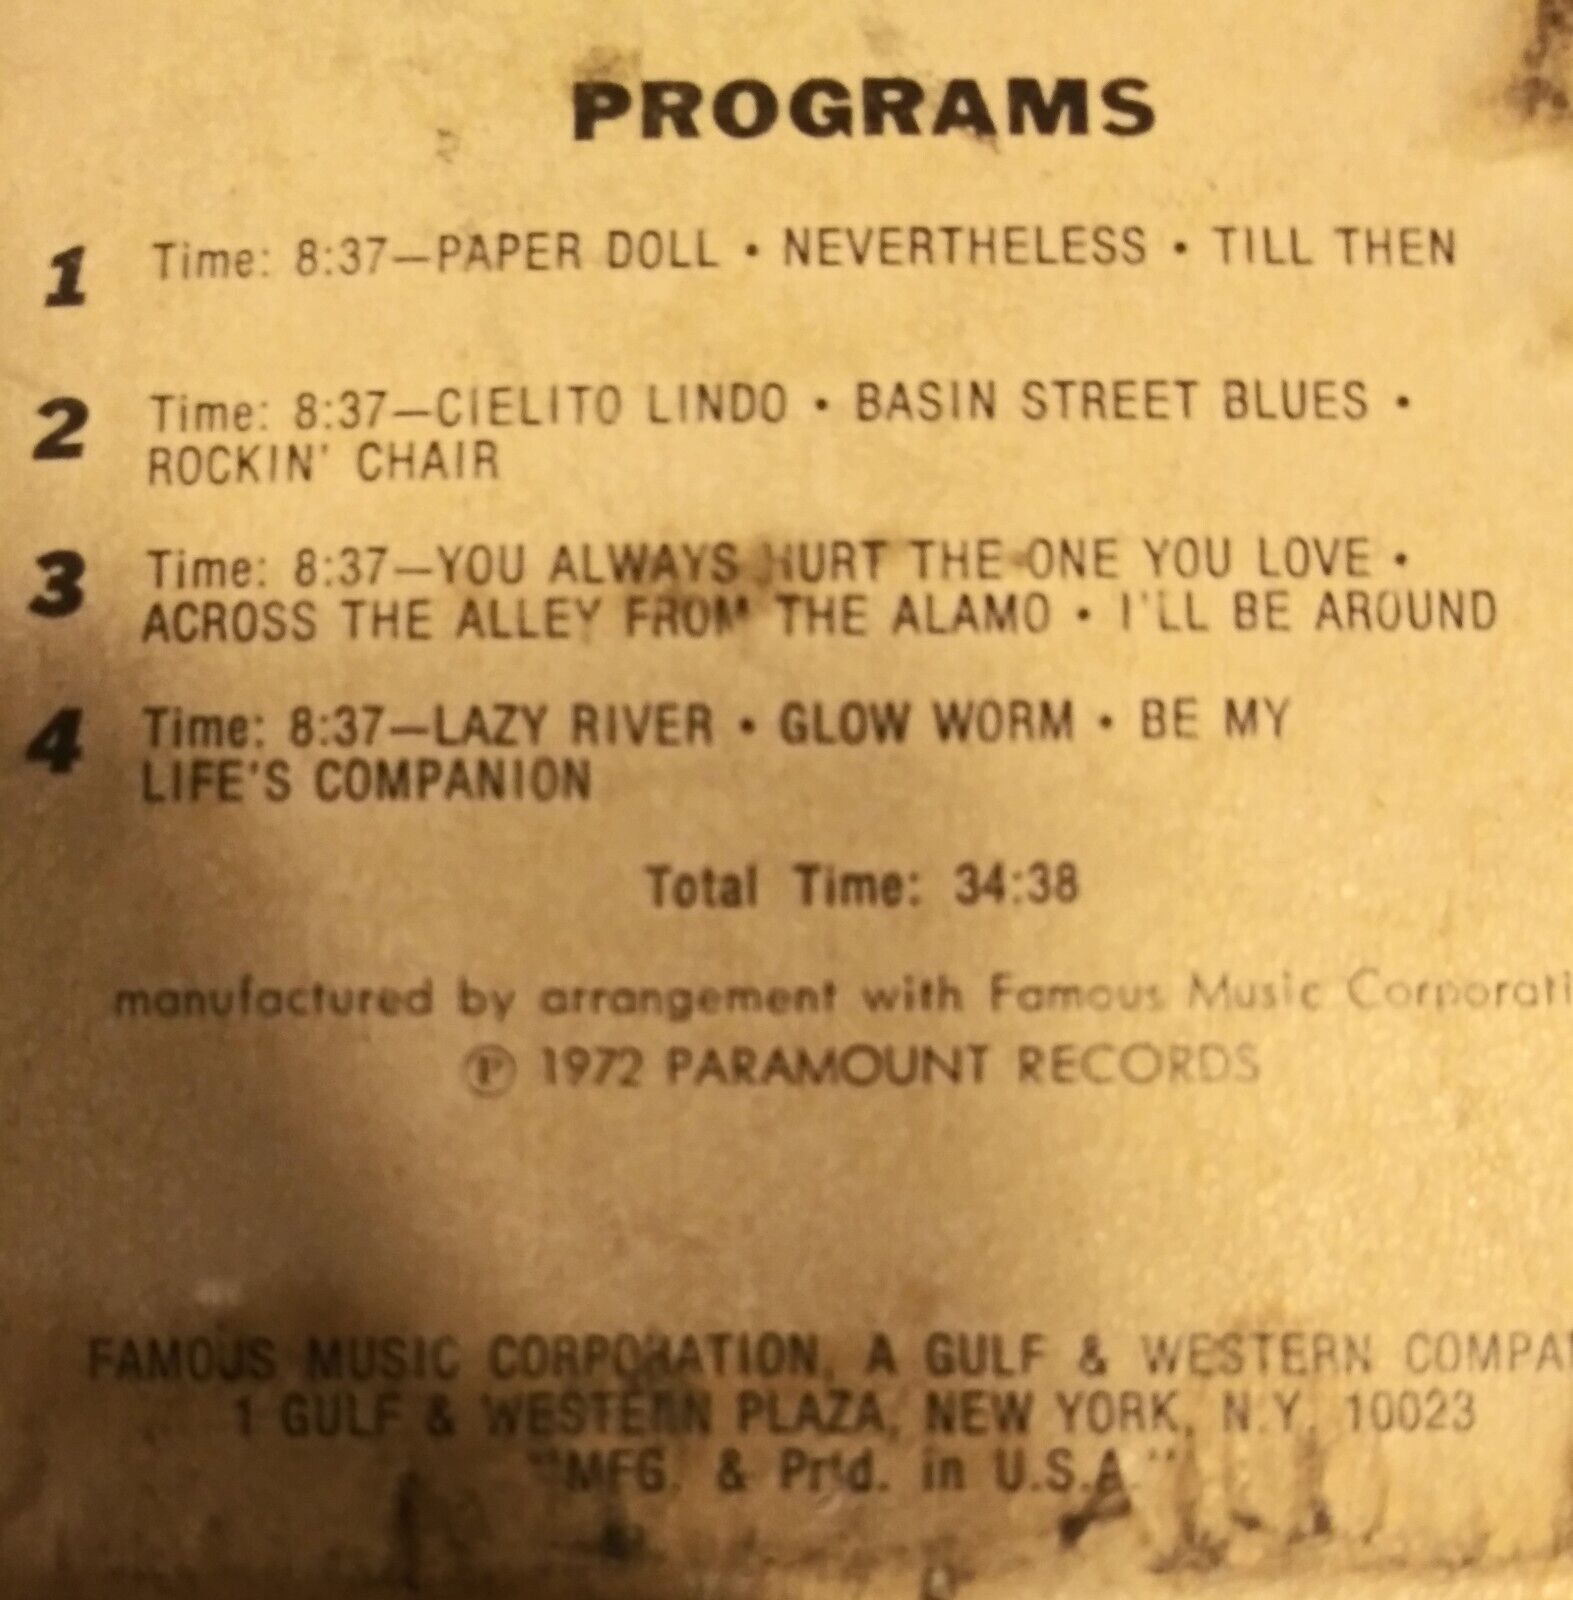 PROGRAMS
1 Time: 8:37—PAPER DOLL • NEVERTHELESS • TILL THEN
2 Time: 8:37—CIELITO LINDO • BASIN STREET BLUES •
ROCKIN' CHAIR
3 Time: 8:37—YOU ALWAYS HURT THE ONE YOU LOVE •
ACROSS THE ALLEY FROM THE ALAMO • I'LL BE AROUND
4 Time: 8:37—LAZY RIVER • GLOW WORM • BE MY
LIFE'S COMPANION
Total Time: 34:38
manufactured by arrangement with Famous Music Corporati
Ⓟ 1972 PARAMOUNT RECORDS
FAMOUS MUSIC CORPORATION, A GULF & WESTERN COMPA
1 GULF & WESTERN PLAZA, NEW YORK, N.Y. 10023
"MFG. & Prtd. in U.S.A."